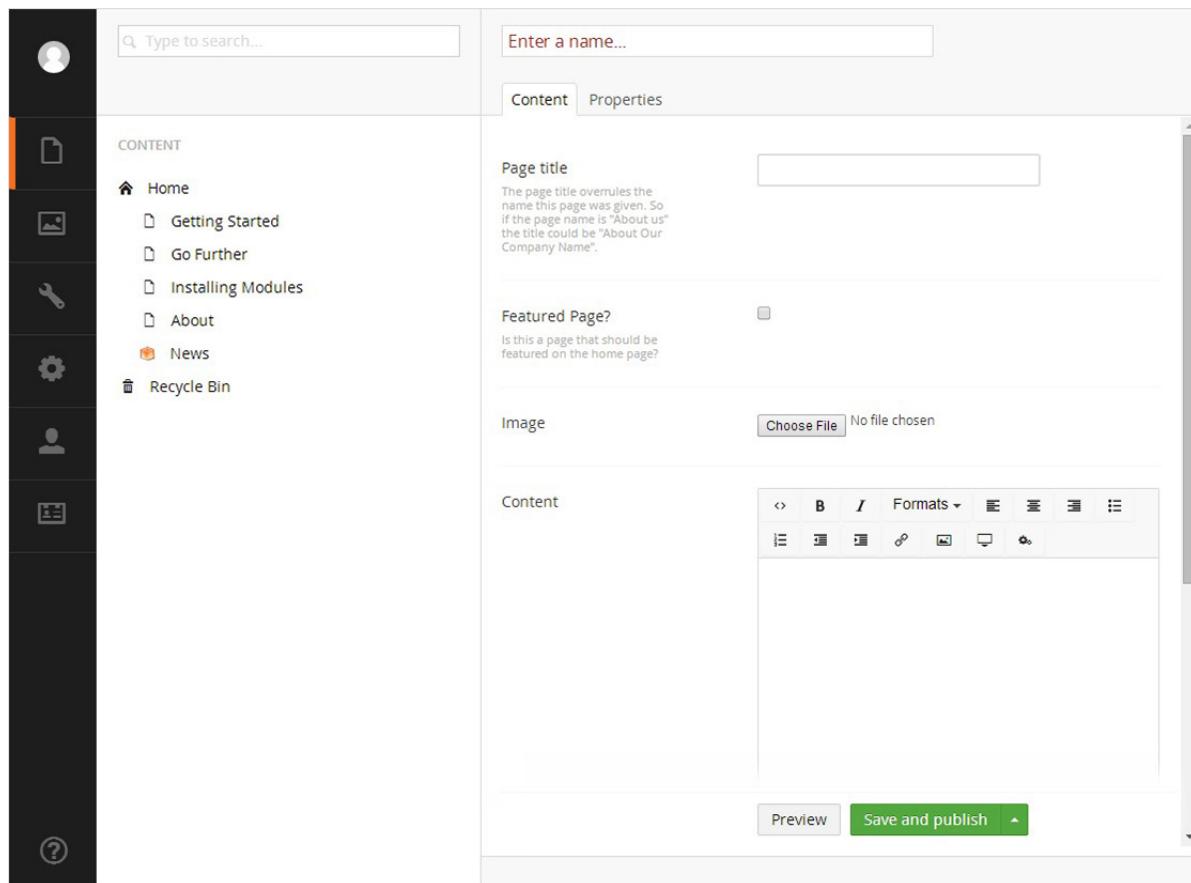 Type to search...
Enter a name...
Content Properties
CONTENT
Home
Getting Started
Go Further
Installing Modules
About
News
Recycle Bin
Page title
The page title overrules the
name this page was given. So
if the page name is "About us"
the title could be "About Our
Company Name".
Featured Page?
Is this a page that should be
featured on the home page?
Image
Choose File No file chosen
Content
B I Formats
Preview Save and publish